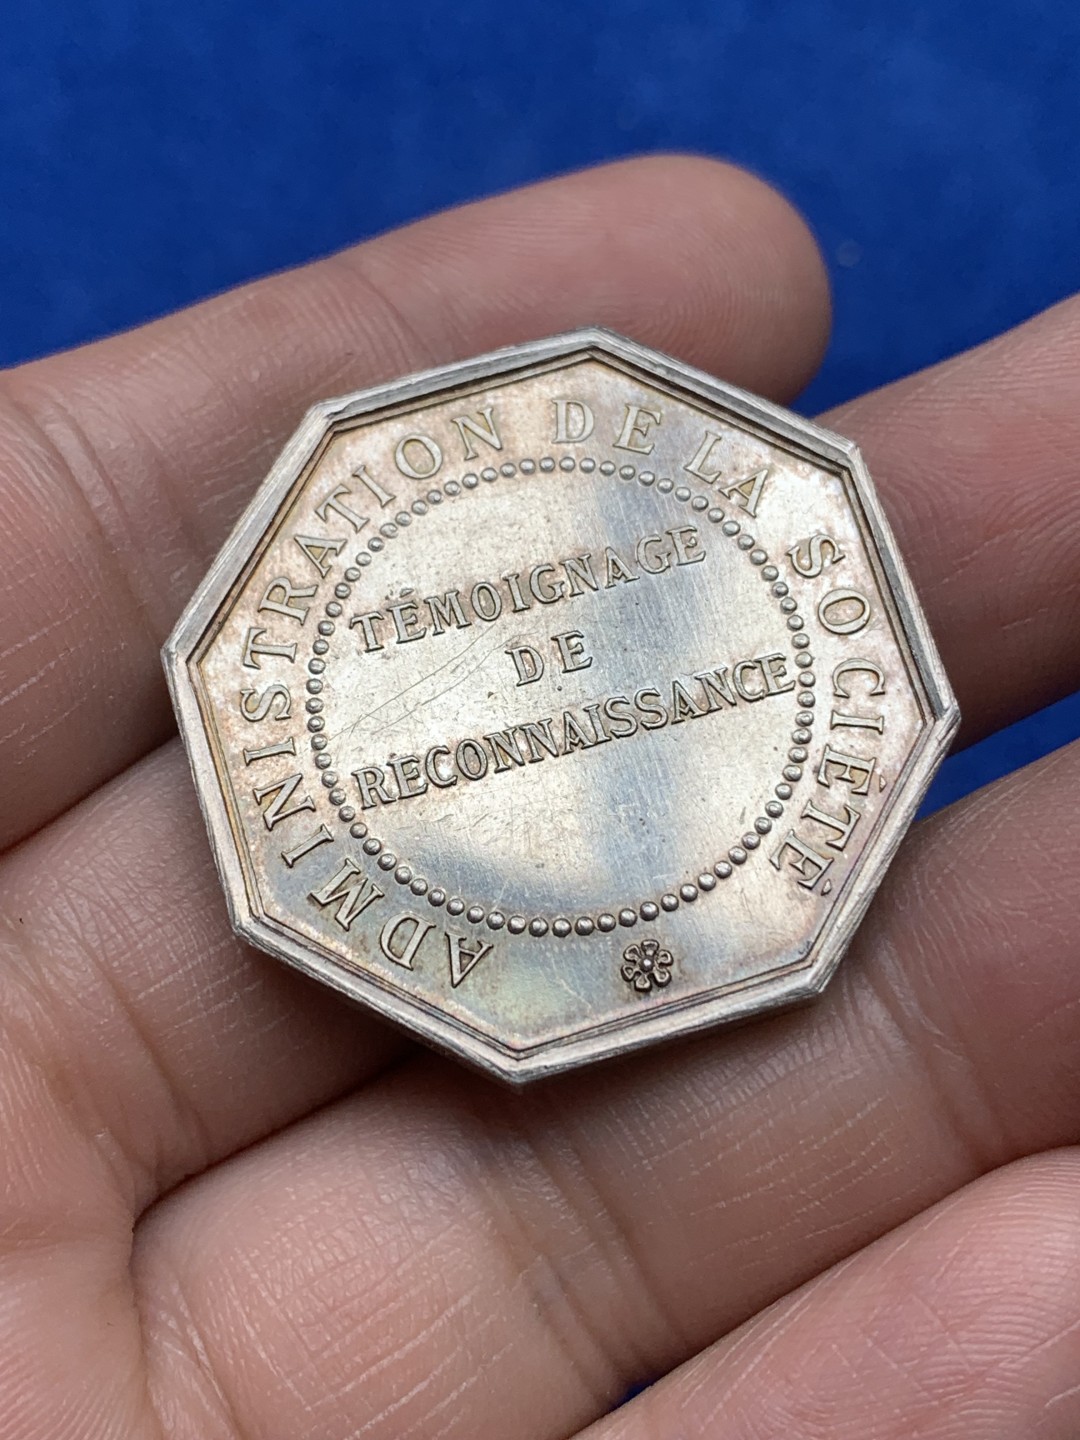 ADMINISTRATION DE LA SOCIÉTÉ
TÉMOIGNAGE
DE
RECONNAISSANCE